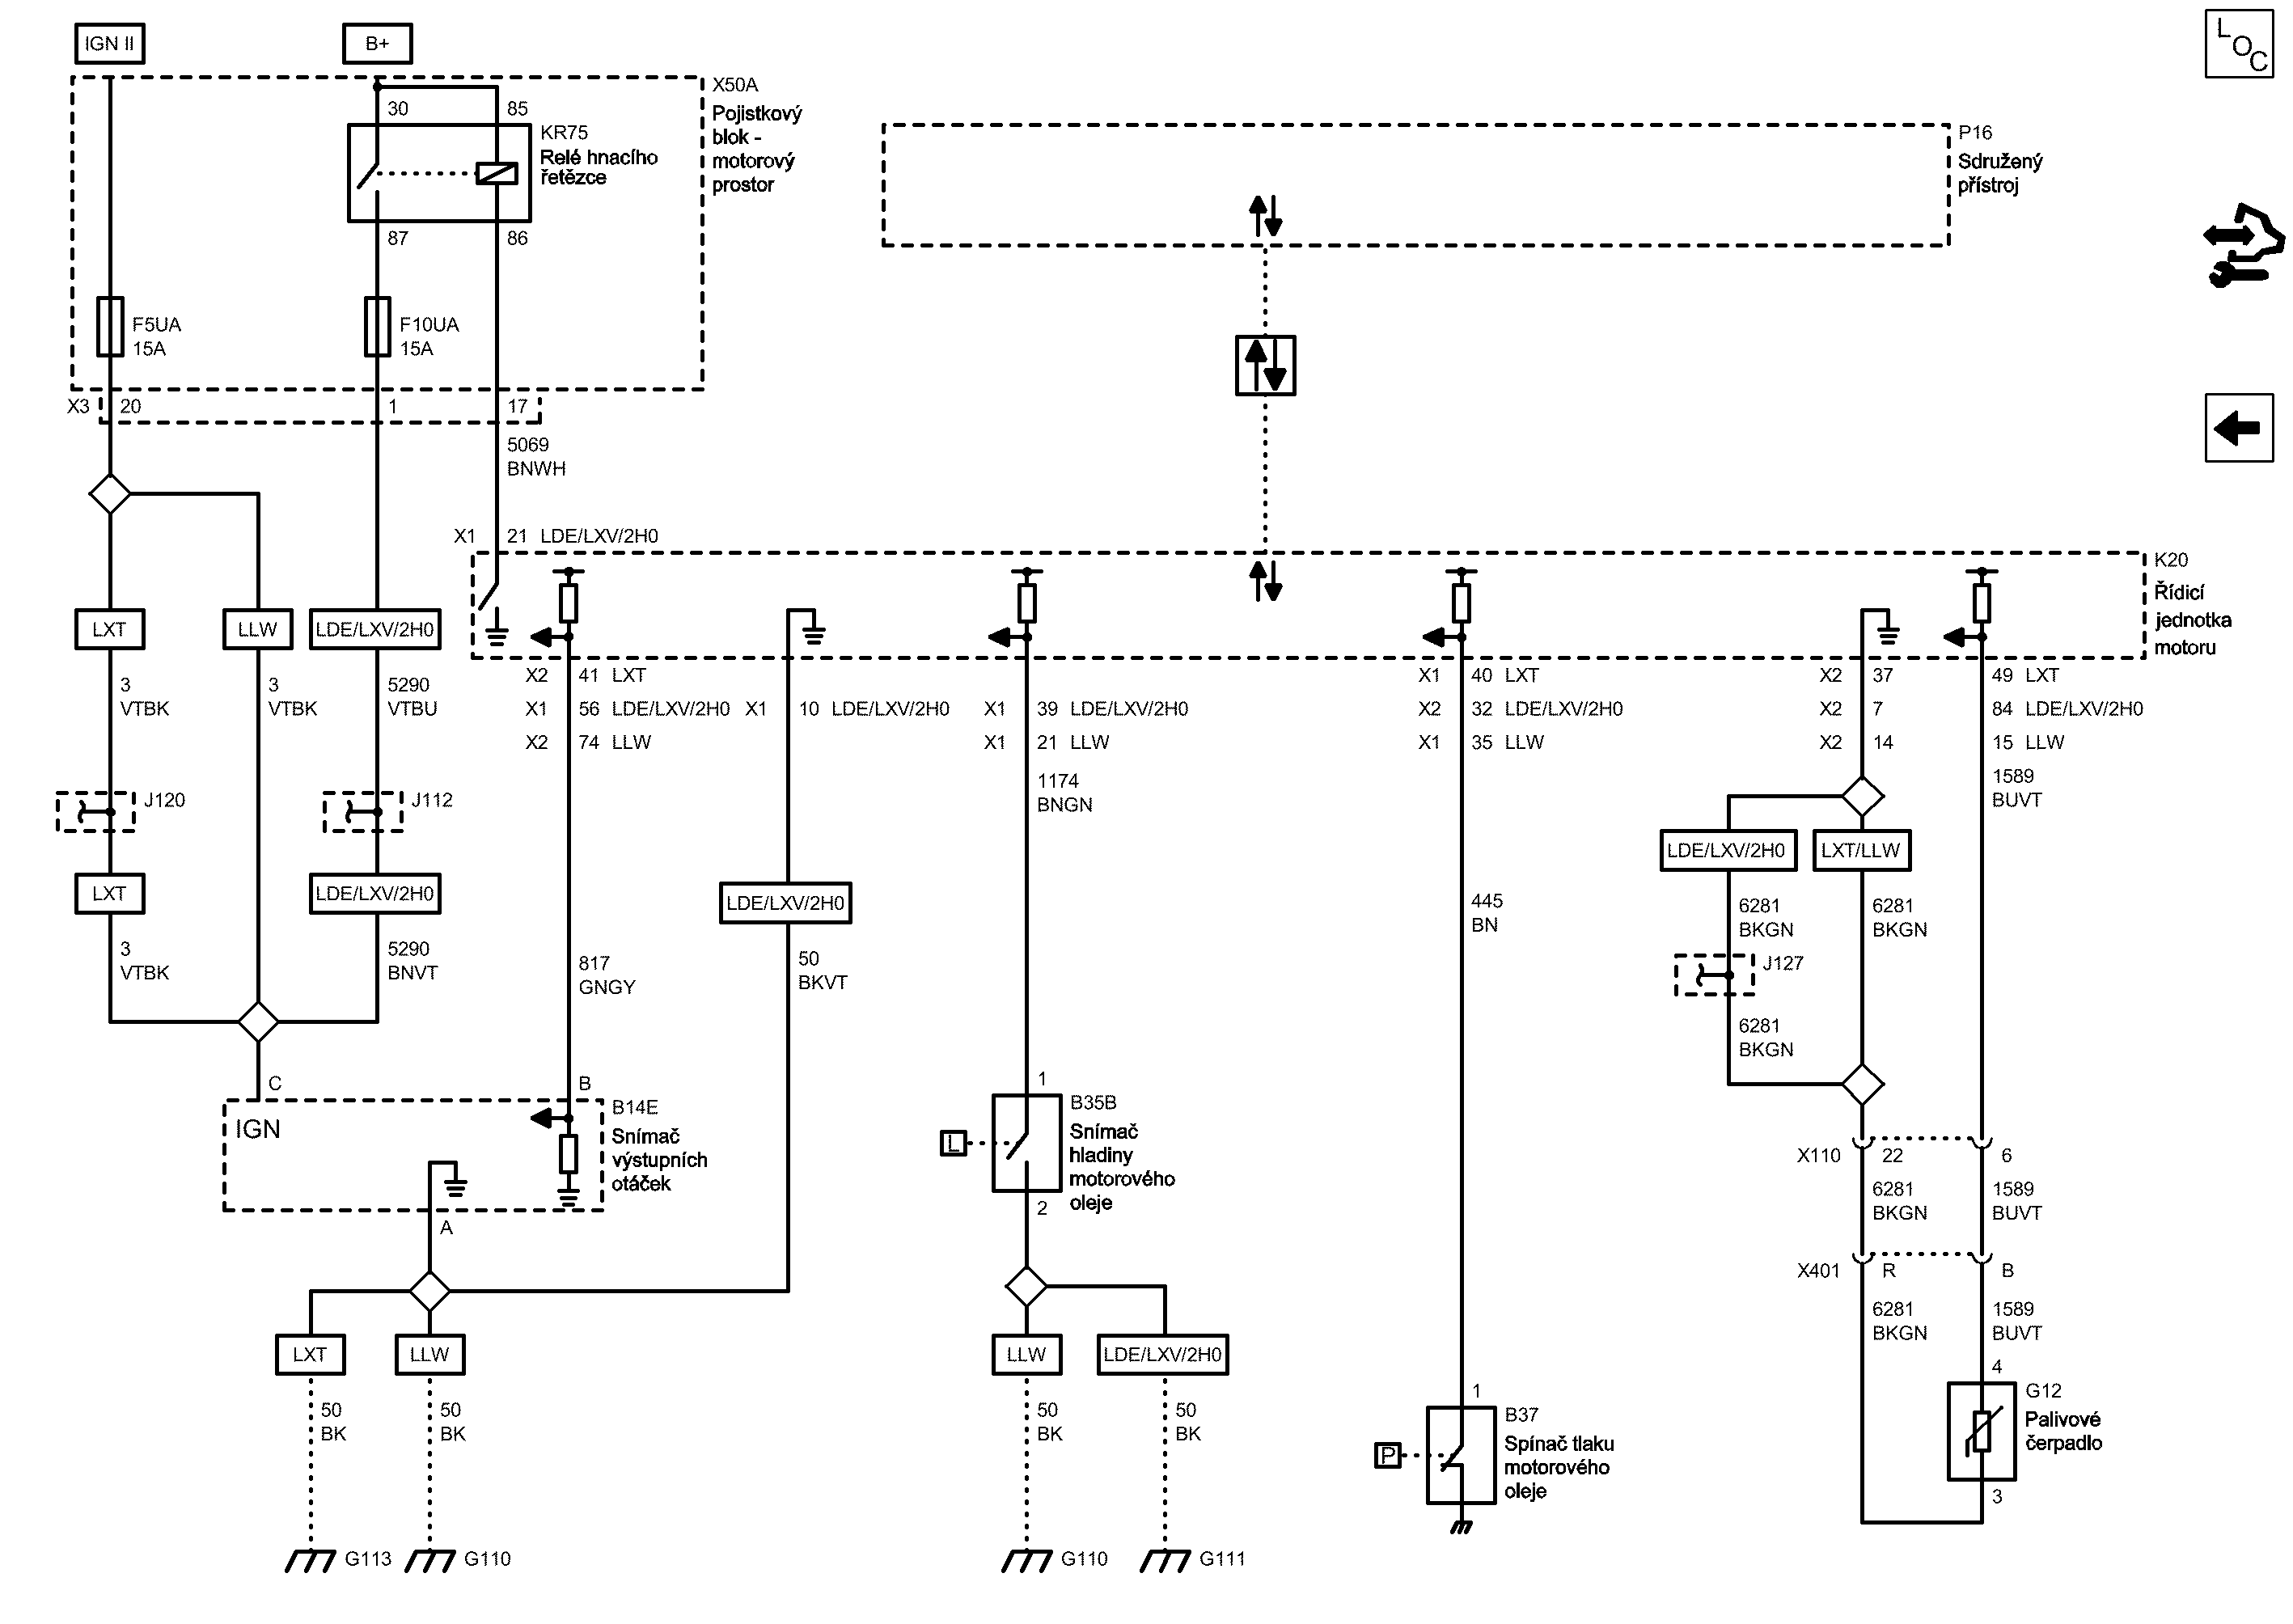 IGN II
B+
L
O
C
X50A
Pojistkový
blok -
motorový
prostor
30
85
KR75
Relé hnacího
řetězce
87
86
P16
Sdružený
přístroj
F5UA
15A
F10UA
15A
X3
20
1
17
5069
BNWH
X1
21
LDE/LXV/2H0
K20
Řídicí
jednotka
motoru
LXT
LLW
LDE/LXV/2H0
3
VTBK
3
VTBK
5290
VTBU
X2 41 LXT
X1 56 LDE/LXV/2H0
X2 74 LLW
X1 10 LDE/LXV/2H0
X1 39 LDE/LXV/2H0
X1 21 LLW
X1 40 LXT
X2 32 LDE/LXV/2H0
X1 35 LLW
X2 37
X2 7
X2 14
49 LXT
84 LDE/LXV/2H0
15 LLW
1174
BNGN
1589
BUVT
J120
J112
LXT
LDE/LXV/2H0
LDE/LXV/2H0
LDE/LXV/2H0
LXT/LLW
3
VTBK
5290
BNVT
817
GNGY
50
BKVT
445
BN
6281
BKGN
6281
BKGN
J127
6281
BKGN
C
B
IGN
B14E
Snímač
výstupních
otáček
A
1
L
B35B
Snímač
hladiny
motorového
oleje
2
X110
22
6
6281
BKGN
1589
BUVT
X401
R
B
6281
BKGN
1589
BUVT
LXT
LLW
LLW
LDE/LXV/2H0
50
BK
50
BK
50
BK
50
BK
1
P
B37
Spínač tlaku
motorového
oleje
4
G12
Palivové
čerpadlo
3
G113
G110
G110
G111